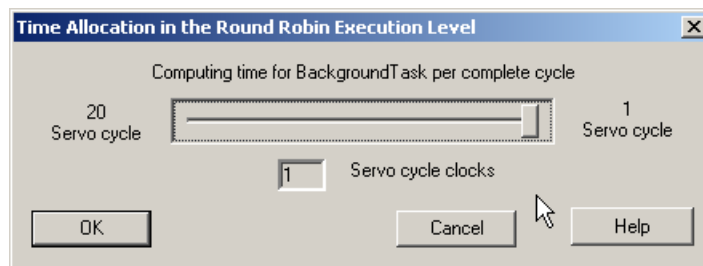 Time Allocation in the Round Robin Execution Level
Computing time for BackgroundTask per complete cycle
20
Servo cycle
1
Servo cycle
1 Servo cycle clocks
OK Cancel Help